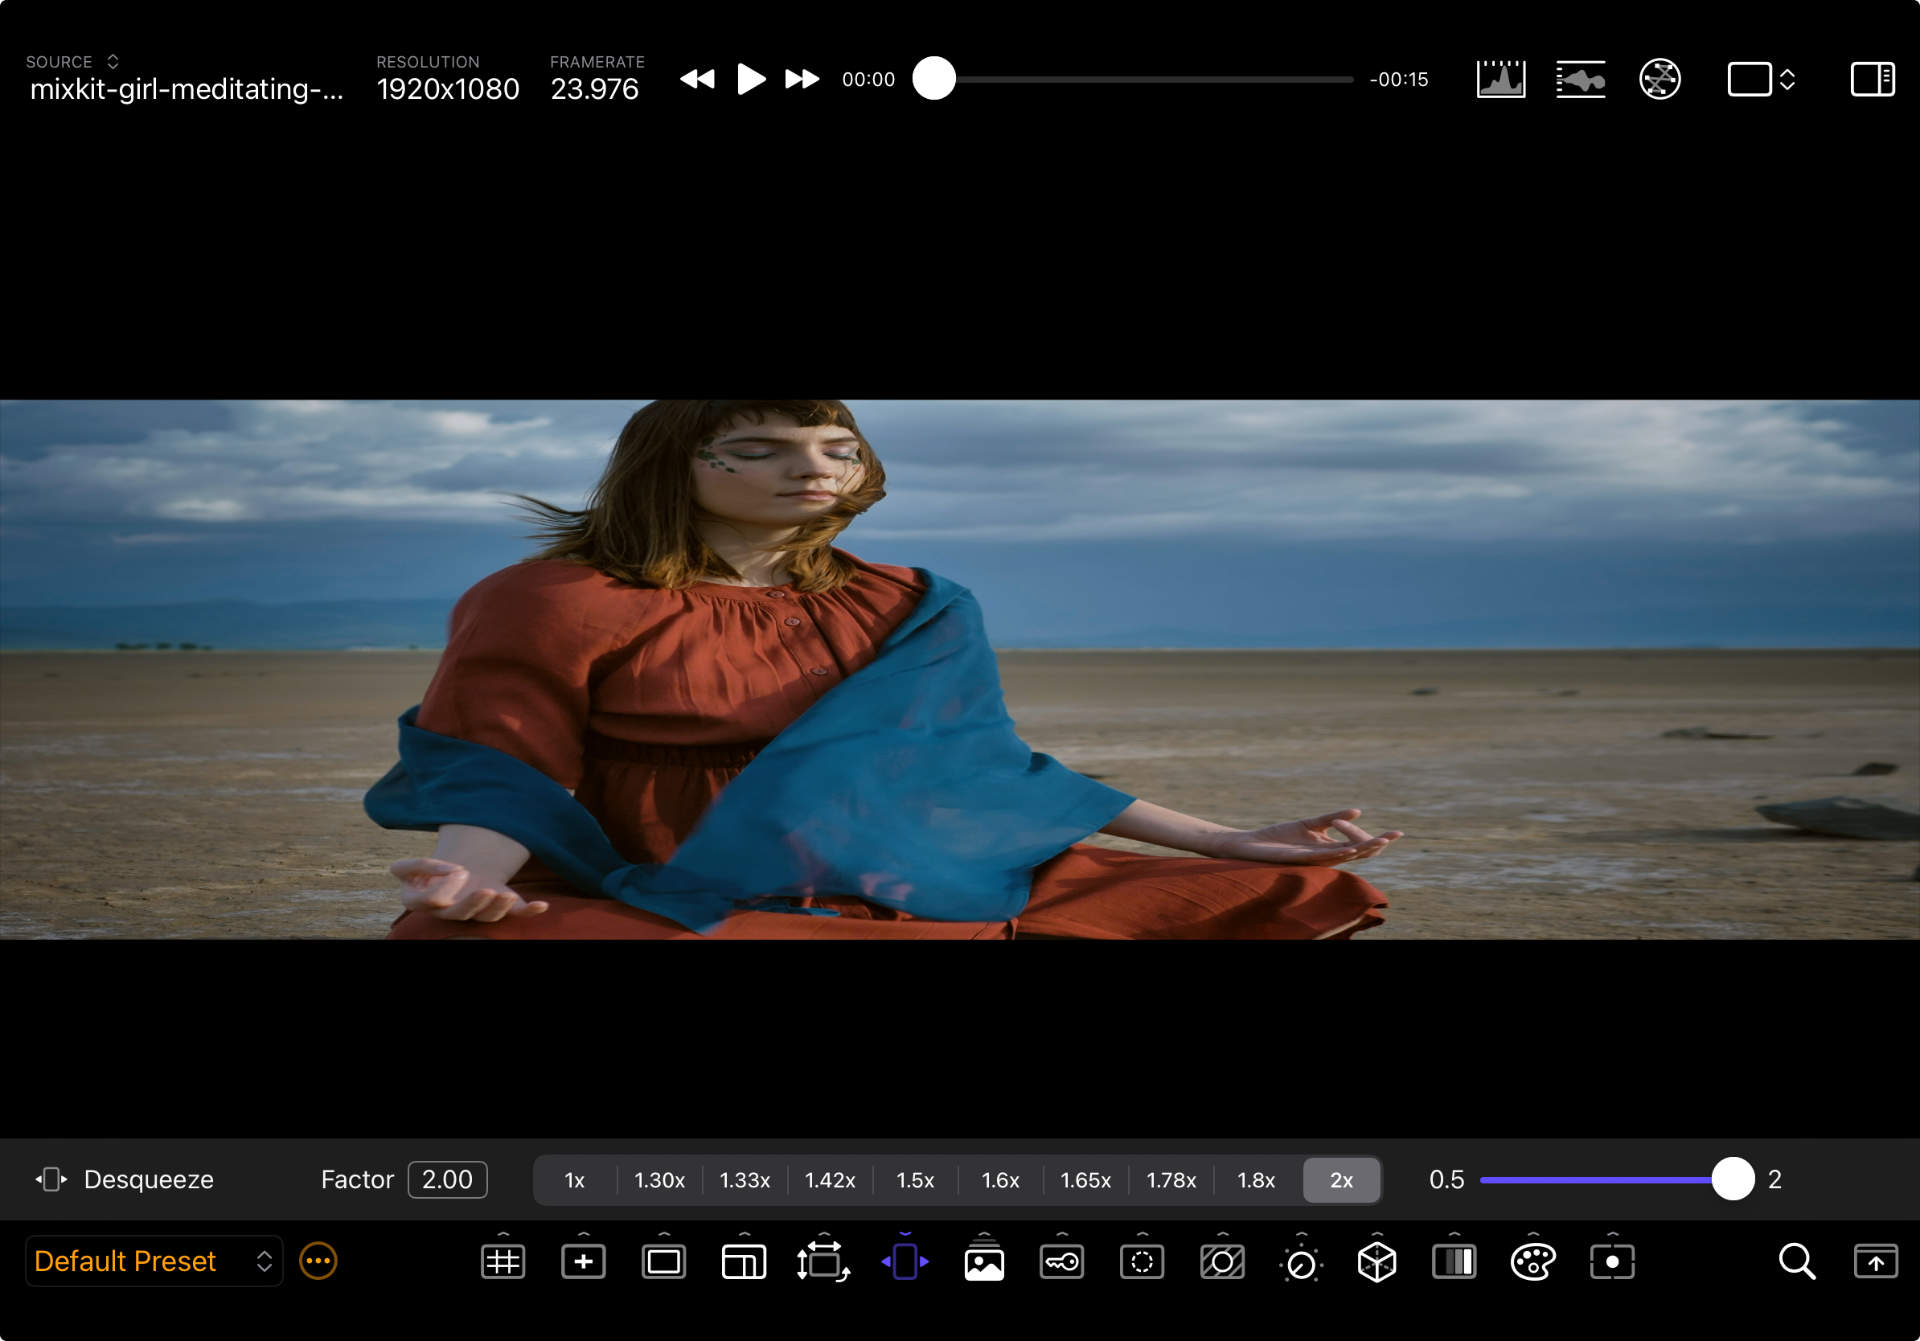 SOURCE
mixkit-girl-meditating-...
RESOLUTION
1920x1080
FRAMERATE
23.976
00:00
-00:15
Desqueeze
Factor 2.00
1x 1.30x 1.33x 1.42x 1.5x 1.6x 1.65x 1.78x 1.8x 2x
0.5 2
Default Preset